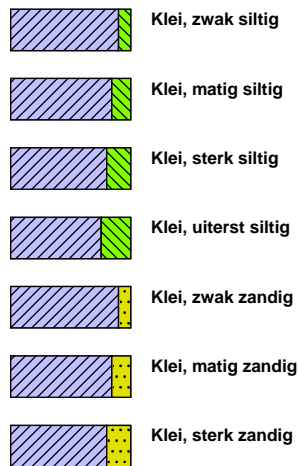 Klei, zwak siltig
Klei, matig siltig
Klei, sterk siltig
Klei, uiterst siltig
Klei, zwak zandig
Klei, matig zandig
Klei, sterk zandig